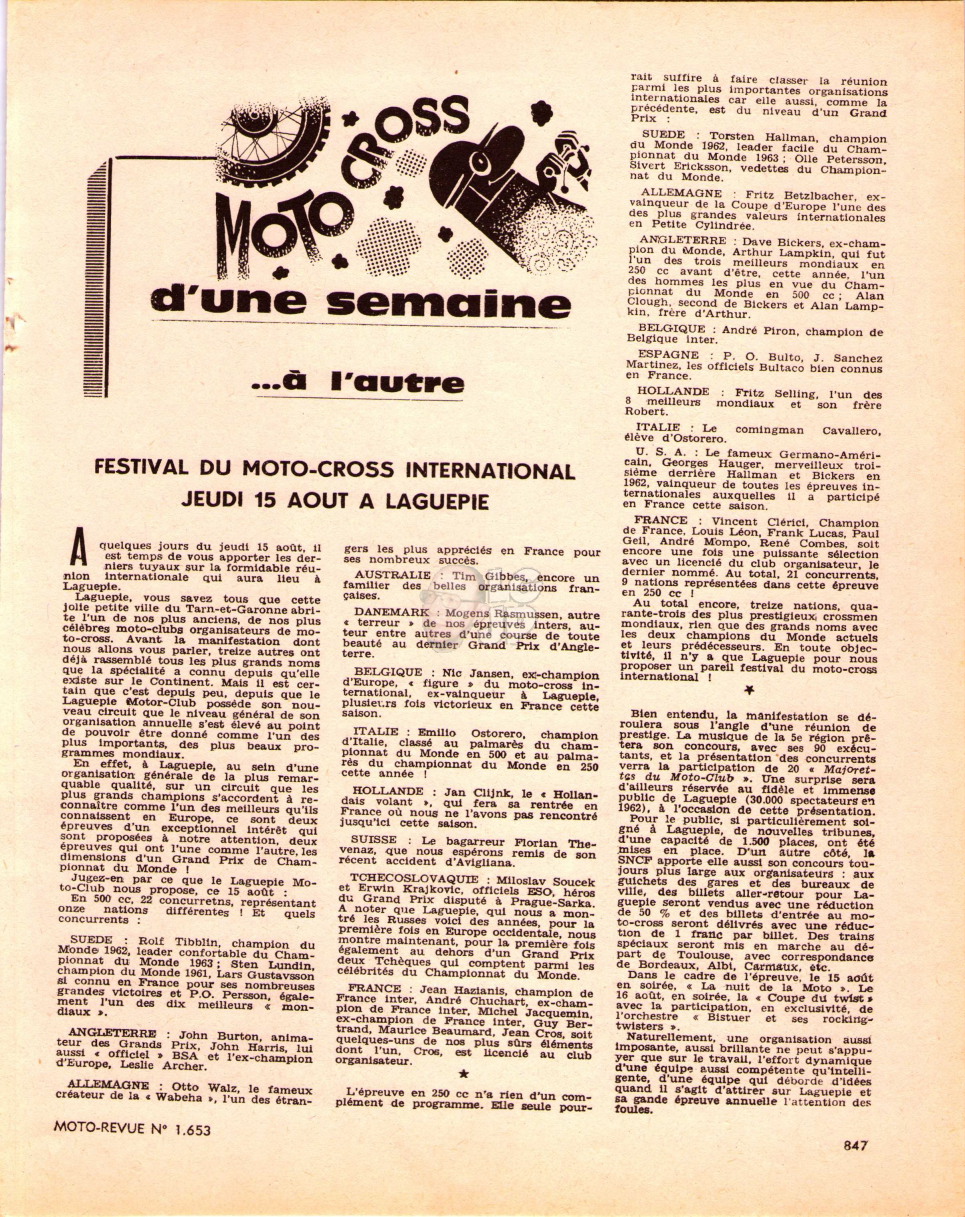 MOTO CROSS
d'une semaine
...à l'autre
FESTIVAL DU MOTO-CROSS INTERNATIONAL
JEUDI 15 AOUT A LAGUEPIE
A quelques jours du jeudi 15 août, il
est temps de vous apporter les der-
niers tuyaux sur la formidable réu-
nion internationale qui aura lieu à
Laguepie.
Laguepie, vous savez tous que cette
jolie petite ville du Tarn-et-Garonne abri-
te l'un de nos plus anciens, de nos plus
célèbres moto-clubs organisateurs de mo-
to-cross. Avant la manifestation dont
nous allons vous parler, treize autres ont
déjà rassemblé tous les plus grands noms
que la spécialité a connu depuis qu'elle
existe sur le Continent. Mais il est cer-
tain que c'est depuis peu, depuis que le
Laguepie Motor-Club possède son nou-
veau circuit que le niveau général de son
organisation annuelle s'est élevé au point
de pouvoir être donné comme l'un des
plus importants, des plus beaux pro-
grammes mondiaux.
En effet, à Laguepie, au sein d'une
organisation générale de la plus remar-
quable qualité, sur un circuit que les
plus grands champions s'accordent à re-
connaître comme l'un des meilleurs qu'ils
connaissent en Europe, ce sont deux
épreuves d'un exceptionnel intérêt qui
sont proposées à notre attention, deux
épreuves qui ont l'une comme l'autre, les
dimensions d'un Grand Prix de Cham-
pionnat du Monde !
Jugez-en par ce que le Laguepie Mo-
to-Club nous propose, ce 15 août :
En 500 cc, 22 concurrets, représentant
onze nations différentes ! Et quels
concurrents :
SUEDE : Rolf Tibblin, champion du
Monde 1962, leader confortable du Cham-
pionnat du Monde 1963 ; Sten Lundin,
champion du Monde 1961, Lars Gustavsson
si connu en France pour ses nombreuses
grandes victoires et P.O. Persson, égale-
ment l'un des dix meilleurs « mon-
diaux ».
ANGLETERRE : John Burton, anima-
teur des Grands Prix, John Harris, lui
aussi « officiel » BSA et l'ex-champion
d'Europe, Leslie Archer.
ALLEMAGNE : Otto Walz, le fameux
créateur de la « Wabeha », l'un des étran-
gers les plus appréciés en France pour
ses nombreux succés.
AUSTRALIE : Tim Gibbes, encore un
familier des belles organisations fran-
çaises.
DANEMARK : Mogens Rasmussen, autre
« terreur » de nos épreuves inters, au-
teur entre autres d'une course de toute
beauté au dernier Grand Prix d'Angle-
terre.
BELGIQUE : Nic Jansen, ex-champion
d'Europe, « figure » du moto-cross in-
ternational, ex-vainqueur à Laguepie,
plusieurs fois victorieux en France cette
saison.
ITALIE : Emilio Ostorero, champion
d'Italie, classé au palmarès du cham-
pionnat du Monde en 500 et au palma-
rés du championnat du Monde en 250
cette année !
HOLLANDE : Jan Clijnk, le « Hollan-
dais volant », qui fera sa rentrée en
France où nous ne l'avons pas rencontré
jusqu'ici cette saison.
SUISSE : Le bagarreur Florian The-
venaz, que nous espérons remis de son
récent accident d'Avigliana.
TCHECOSLOVAQUIE : Miloslav Soucek
et Erwin Krajkovic, officiels ESO, héros
du Grand Prix disputé à Prague-Sarka.
A noter que Laguepie, qui nous a mon-
tré les Russes voici des années, pour la
première fois en Europe occidentale, nous
montre maintenant, pour la première fois
également au dehors d'un Grand Prix
deux Tchèques qui comptent parmi les
célébrités du Championnat du Monde.
FRANCE : Jean Hazianis, champion de
France inter, André Chuchart, ex-cham-
pion de France inter, Michel Jacquemin,
ex-champion de France inter, Guy Ber-
trand, Maurice Beaumard, Jean Cros, soit
quelques-uns de nos plus sûrs éléments
dont l'un, Cros, est licencié au club
organisateur.
★
L'épreuve en 250 cc n'a rien d'un com-
plément de programme. Elle seule pour-
rait suffire à faire classer la réunion
parmi les plus importantes organisations
internationales car elle aussi, comme la
précédente, est du niveau d'un Grand
Prix :
SUEDE : Torsten Hallman, champion
du Monde 1962, leader facile du Cham-
pionnat du Monde 1963 ; Olle Petersson,
Sivert Ericksson, vedettes du Champion-
nat du Monde.
ALLEMAGNE : Fritz Betzlbacher, ex-
vainqueur de la Coupe d'Europe l'une des
des plus grandes valeurs internationales
en Petite Cylindrée.
ANGLETERRE : Dave Bickers, ex-cham-
pion du Monde, Arthur Lampkin, qui fut
l'un des trois meilleurs mondiaux en
250 cc avant d'être, cette année, l'un
des hommes les plus en vue du Cham-
pionnat du Monde en 500 cc ; Alan
Clough, second de Bickers et Alan Lamp-
kin, frère d'Arthur.
BELGIQUE : André Piron, champion de
Belgique inter.
ESPAGNE : P. O. Bulto, J. Sanchez
Martinez, les officiels Bultaco bien connus
en France.
HOLLANDE : Fritz Selling, l'un des
8 meilleurs mondiaux et son frère
Robert.
ITALIE : Le comingman Cavallero,
élève d'Ostorero.
U. S. A. : Le fameux Germano-Améri-
cain, Georges Hauger, merveilleux troi-
sième derrière Hallman et Bickers en
1962, vainqueur de toutes les épreuves in-
ternationales auxquelles il a participé
en France cette saison.
FRANCE : Vincent Clérici, Champion
de France, Louis Léon, Frank Lucas, Paul
Geil, André Mompo, René Combes, soit
encore une fois une puissante sélection
avec un licencié du club organisateur, le
dernier nommé. Au total, 21 concurrents,
9 nations représentées dans cette épreuve
en 250 cc !
Au total encore, treize nations, qua-
rante-trois des plus prestigieux crossmen
mondiaux, rien que des grands noms avec
les deux champions du Monde actuels
et leurs prédécesseurs. En toute objec-
tivité, il n'y a que Laguepie pour nous
proposer un pareil festival du moto-cross
international !
★
Bien entendu, la manifestation se dé-
roulera sous l'angle d'une réunion de
prestige. La musique de la 5e région prê-
tera son concours, avec ses 90 exécu-
tants, et la présentation des concurrents
verra la participation de 20 « Majoret-
tes du Moto-Club ». Une surprise sera
d'ailleurs réservée au fidèle et immense
public de Laguepie (30.000 spectateurs en
1962), à l'occasion de cette présentation.
Pour le public, si particulièrement soi-
gné à Laguepie, de nouvelles tribunes,
d'une capacité de 1.500 places, ont été
mises en place. D'un autre côté, la
SNCF apporte elle aussi son concours tou-
jours plus large aux organisateurs : aux
guichets des gares et des bureaux de
ville, des billets aller-retour pour La-
guepie seront vendus avec une réduction
de 50 % et des billets d'entrée au mo-
to-cross seront délivrés avec une réduc-
tion de 1 franc par billet. Des trains
spéciaux seront mis en marche au dé-
part de Toulouse, avec correspondance
de Bordeaux, Albi, Carmaux, etc.
Dans le cadre de l'épreuve, le 15 août
en soirée, « La nuit de la Moto ». Le
16 août, en soirée, la « Coupe du twist »
avec la participation, en exclusivité, de
l'orchestre « Bistuer et ses rocking-
twisters ».
Naturellement, une organisation aussi
imposante, aussi brillante ne peut s'appu-
yer que sur le travail, l'effort dynamique
d'une équipe aussi compétente qu'intelli-
gente, d'une équipe qui déborde d'idées
quand il s'agit d'attirer sur Laguepie et
sa gande épreuve annuelle l'attention des
foules.
MOTO-REVUE N° 1.653
847